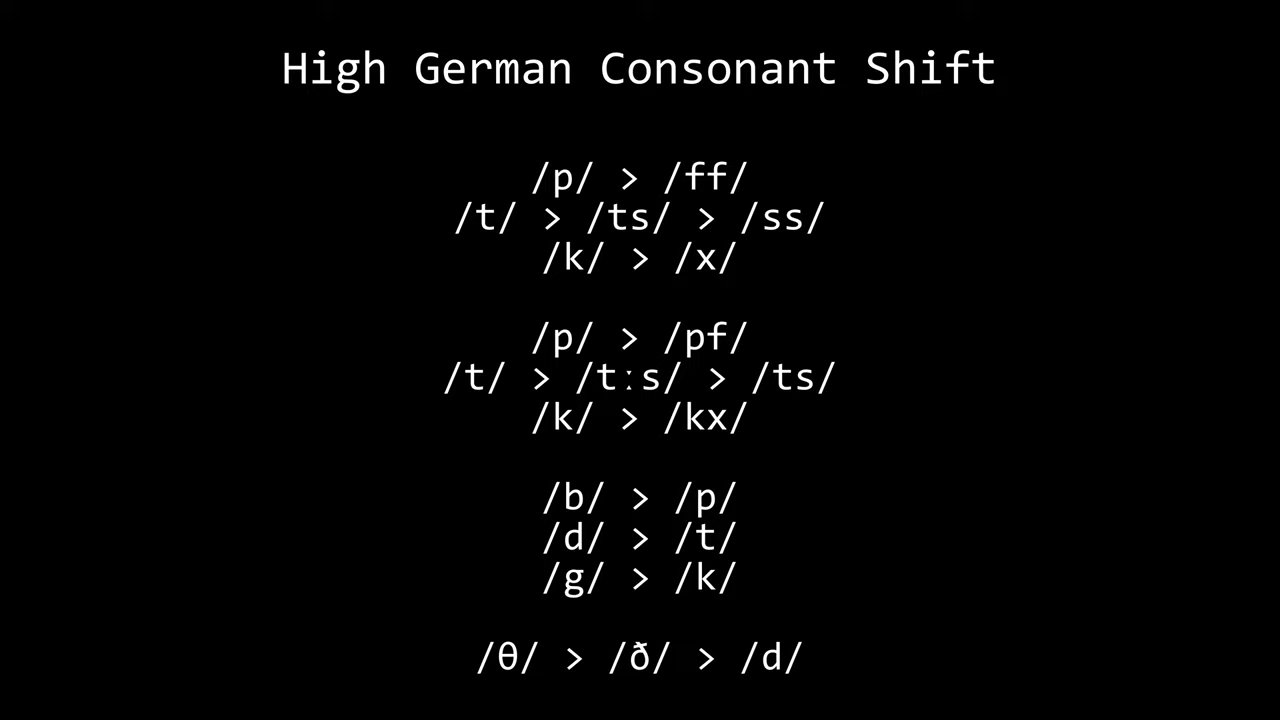 High German Consonant Shift
/p/ > /ff/
/t/ > /ts/ > /ss/
/k/ > /x/
/p/ > /pf/
/t/ > /tːs/ > /ts/
/k/ > /kx/
/b/ > /p/
/d/ > /t/
/g/ > /k/
/θ/ > /ð/ > /d/